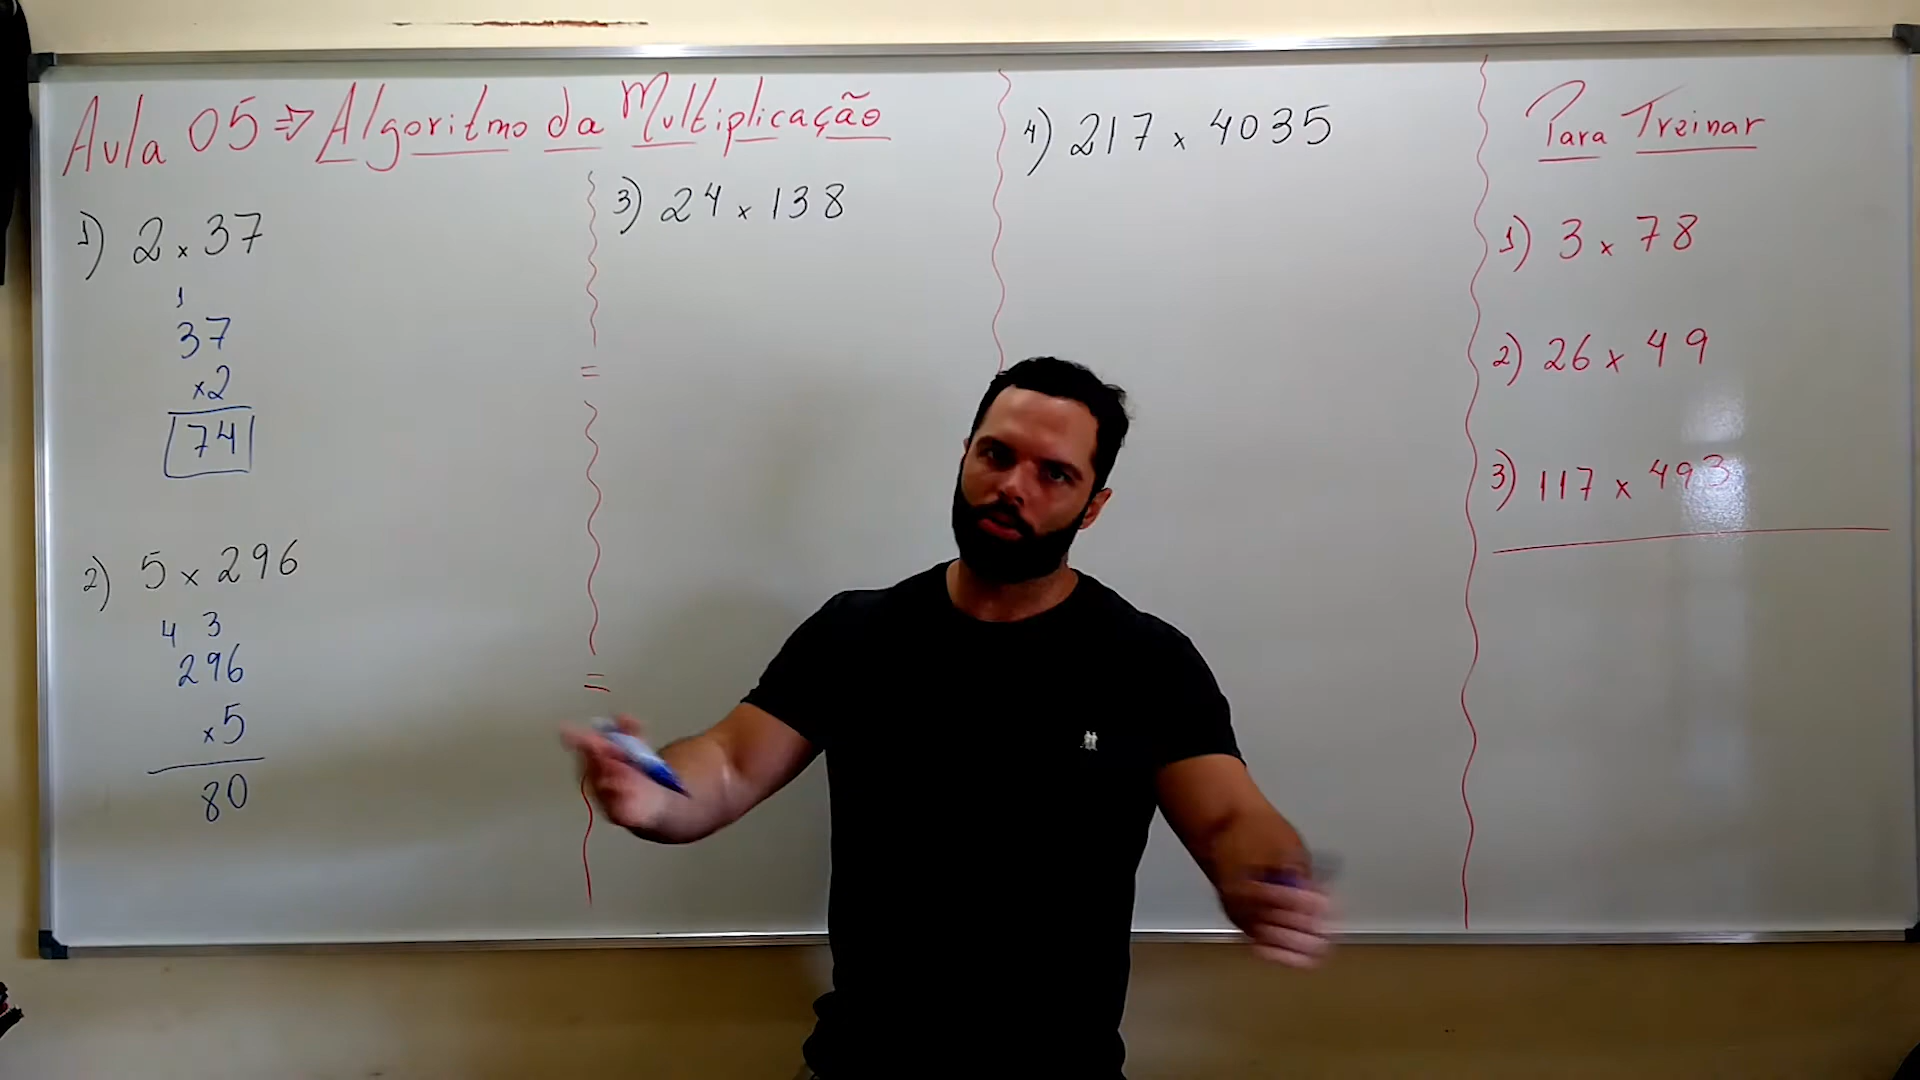 Aula 05 ⇒ Algoritmo da Multiplicação
1) 2 x 37
1
37
x2
74
2) 5 x 296
4 3
296
x5
80
3) 24 x 138
=
=
4) 217 x 4035
Para Treinar
1) 3 x 78
2) 26 x 49
3) 117 x 493